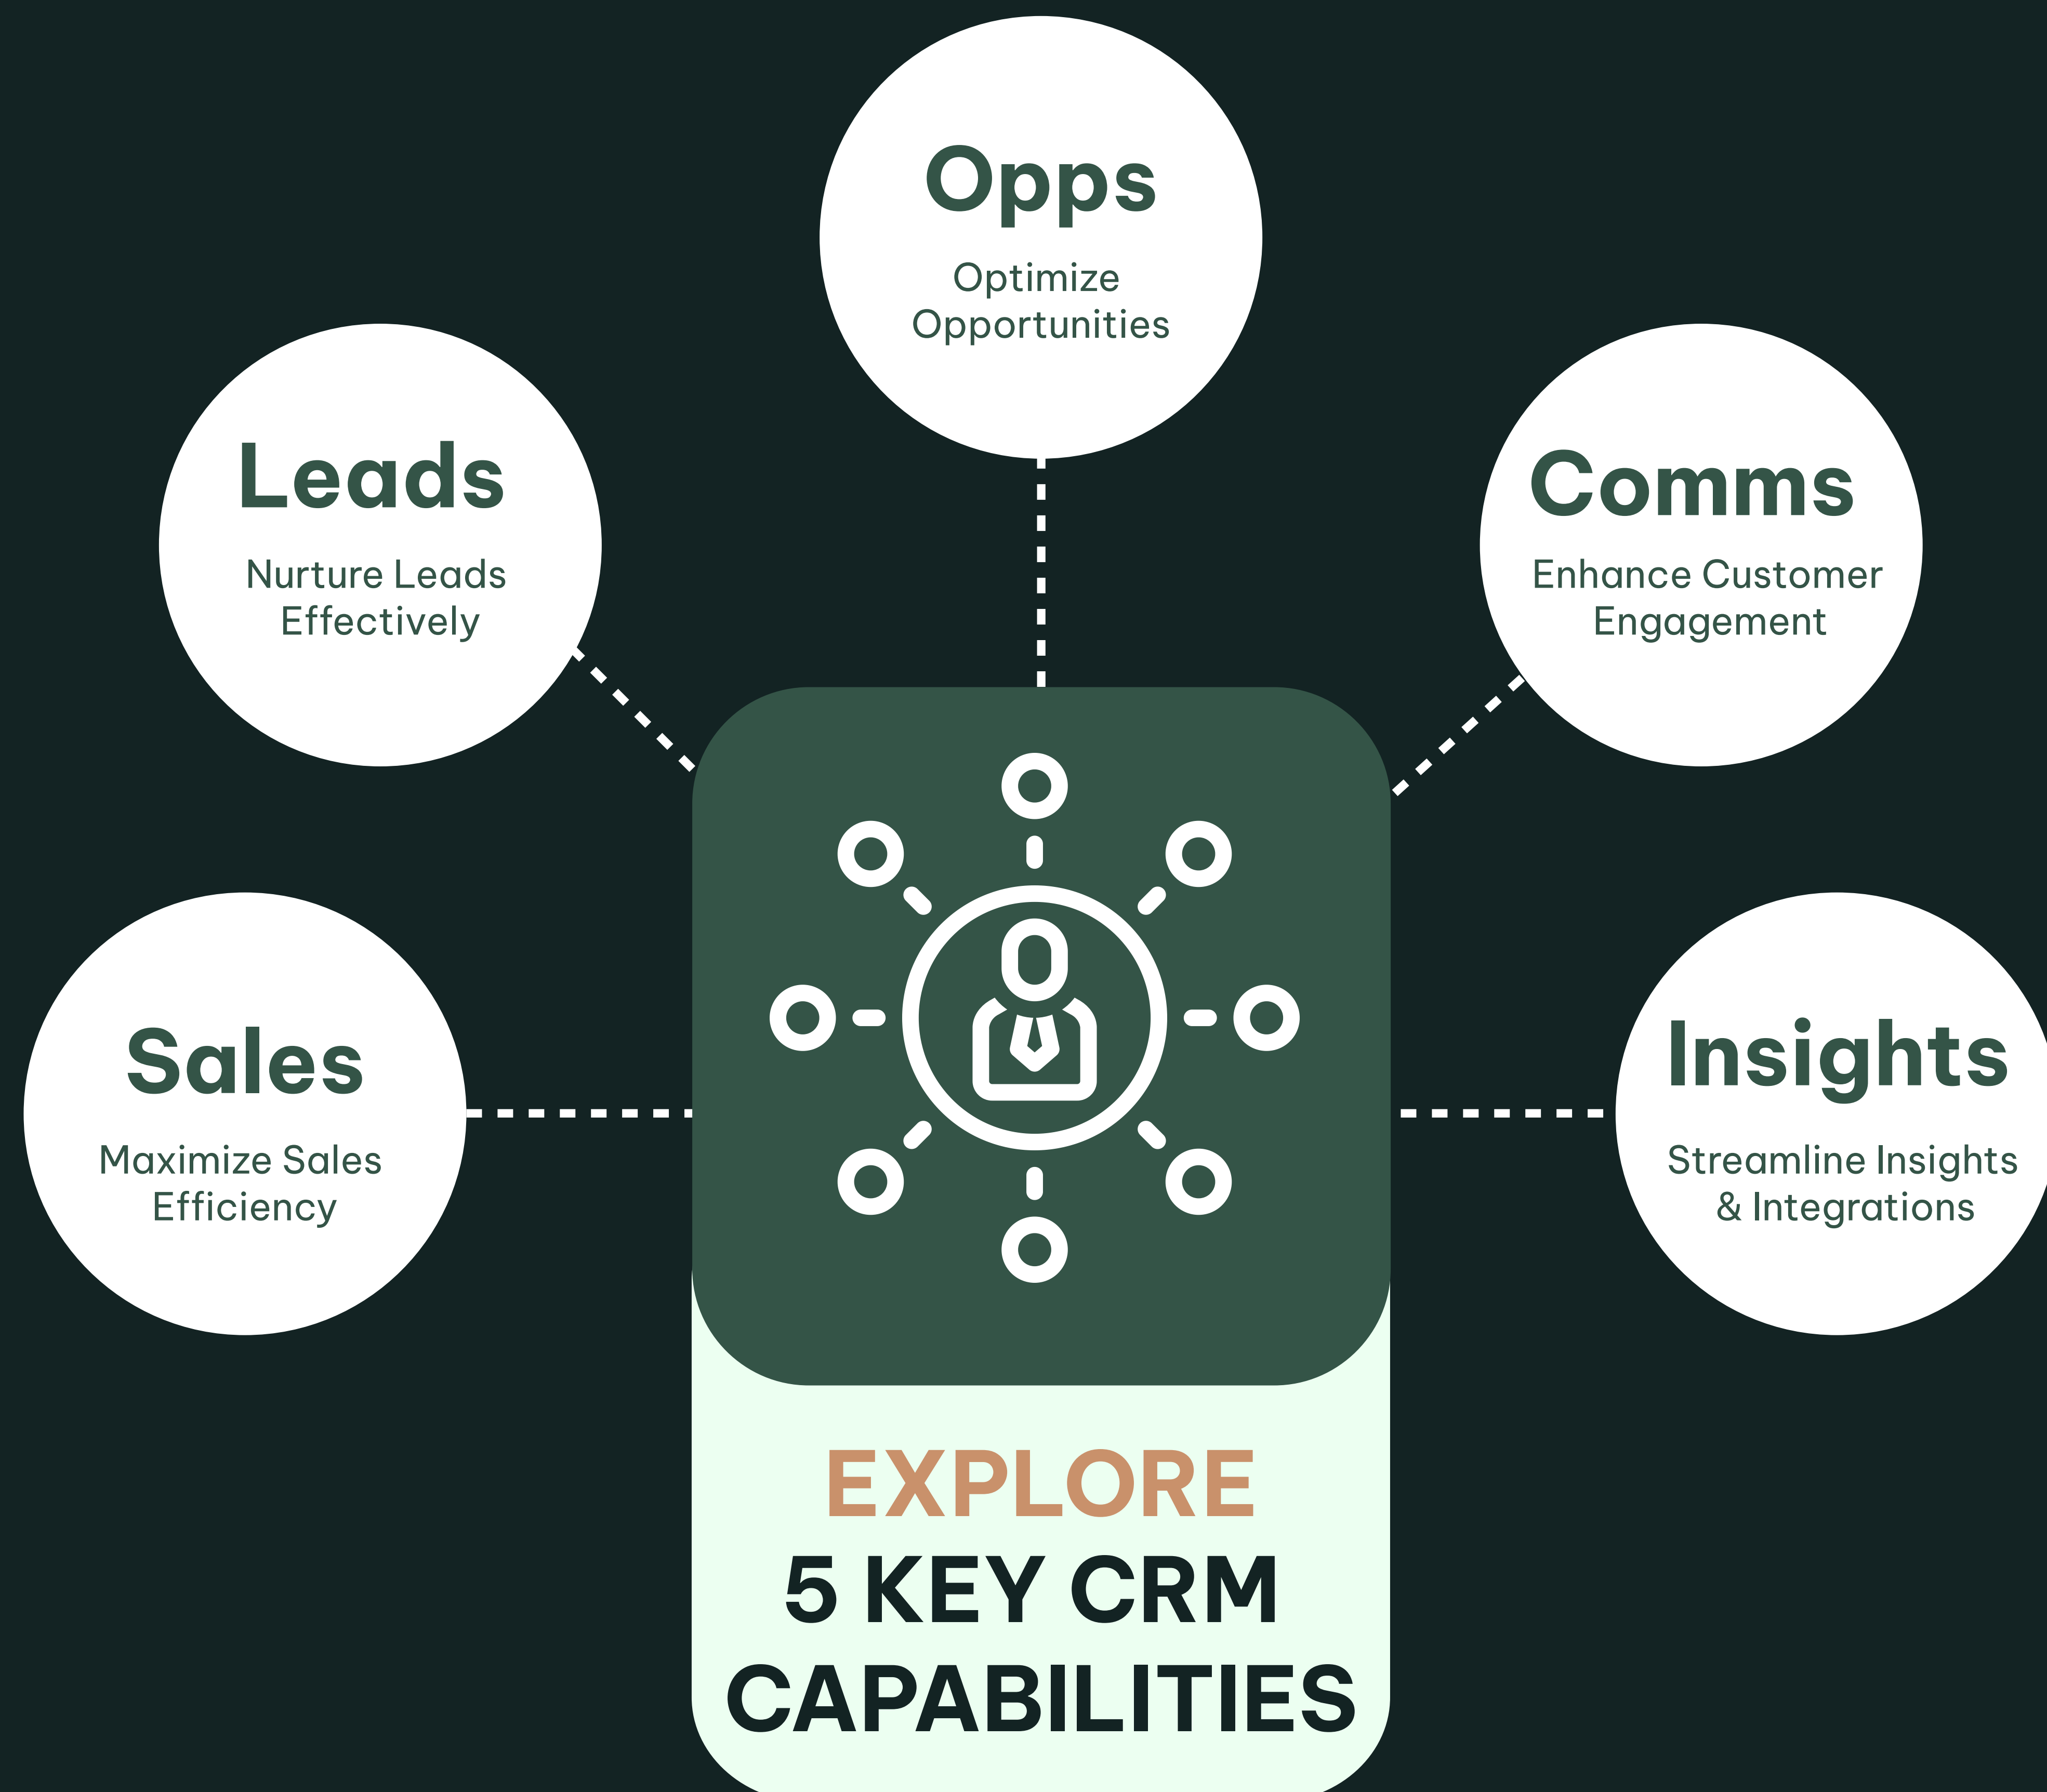 Opps
Optimize
Opportunities
Leads
Nurture Leads
Effectively
Comms
Enhance Customer
Engagement
Sales
Maximize Sales
Efficiency
Insights
Streamline Insights
& Integrations
EXPLORE
5 KEY CRM
CAPABILITIES